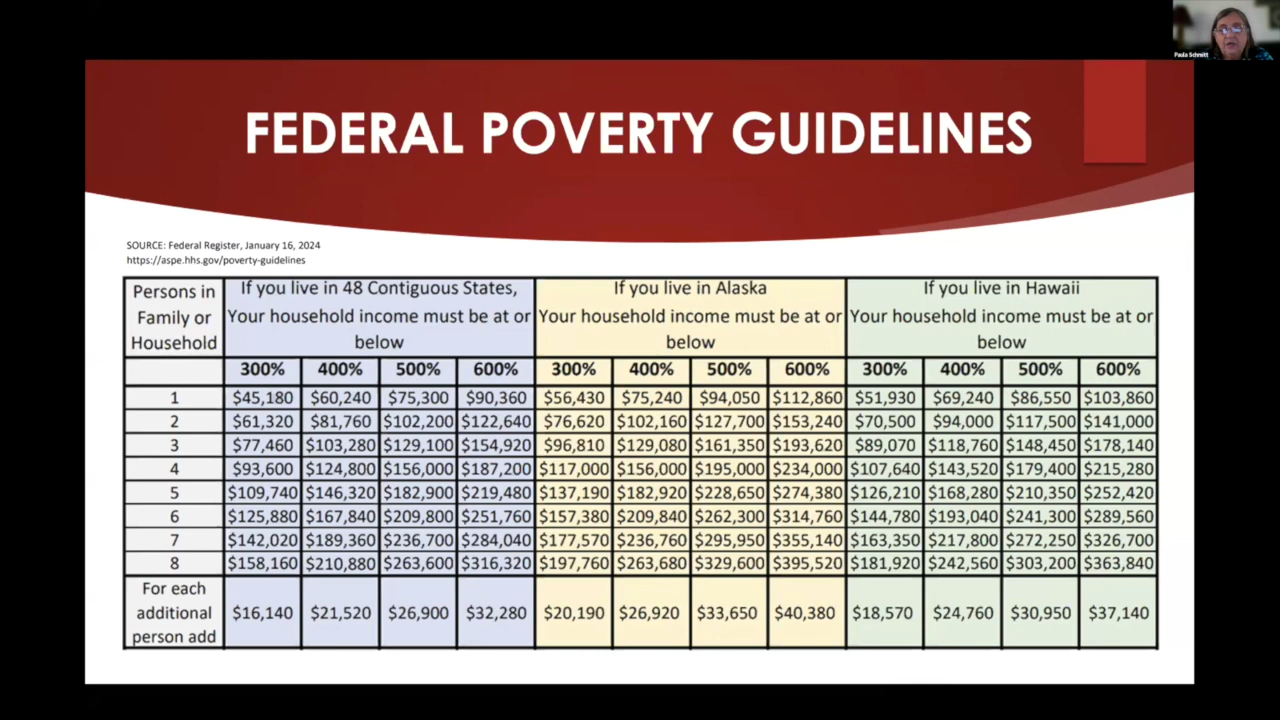 Paula Schmitt
FEDERAL POVERTY GUIDELINES
SOURCE: Federal Register, January 16, 2024
https://aspe.hhs.gov/poverty-guidelines
Persons in Family or Household
If you live in 48 Contiguous States,
Your household income must be at or
below
If you live in Alaska
Your household income must be at or
below
If you live in Hawaii
Your household income must be at or
below
300% 400% 500% 600% 300% 400% 500% 600% 300% 400% 500% 600%
1 $45,180 $60,240 $75,300 $90,360 $56,430 $75,240 $94,050 $112,860 $51,930 $69,240 $86,550 $103,860
2 $61,320 $81,760 $102,200 $122,640 $76,620 $102,160 $127,700 $153,240 $70,500 $94,000 $117,500 $141,000
3 $77,460 $103,280 $129,100 $154,920 $96,810 $129,080 $161,350 $193,620 $89,070 $118,760 $148,450 $178,140
4 $93,600 $124,800 $156,000 $187,200 $117,000 $156,000 $195,000 $234,000 $107,640 $143,520 $179,400 $215,280
5 $109,740 $146,320 $182,900 $219,480 $137,190 $182,920 $228,650 $274,380 $126,210 $168,280 $210,350 $252,420
6 $125,880 $167,840 $209,800 $251,760 $157,380 $209,840 $262,300 $314,760 $144,780 $193,040 $241,300 $289,560
7 $142,020 $189,360 $236,700 $284,040 $177,570 $236,760 $295,950 $355,140 $163,350 $217,800 $272,250 $326,700
8 $158,160 $210,880 $263,600 $316,320 $197,760 $263,680 $329,600 $395,520 $181,920 $242,560 $303,200 $363,840
For each
additional
person add
$16,140 $21,520 $26,900 $32,280 $20,190 $26,920 $33,650 $40,380 $18,570 $24,760 $30,950 $37,140